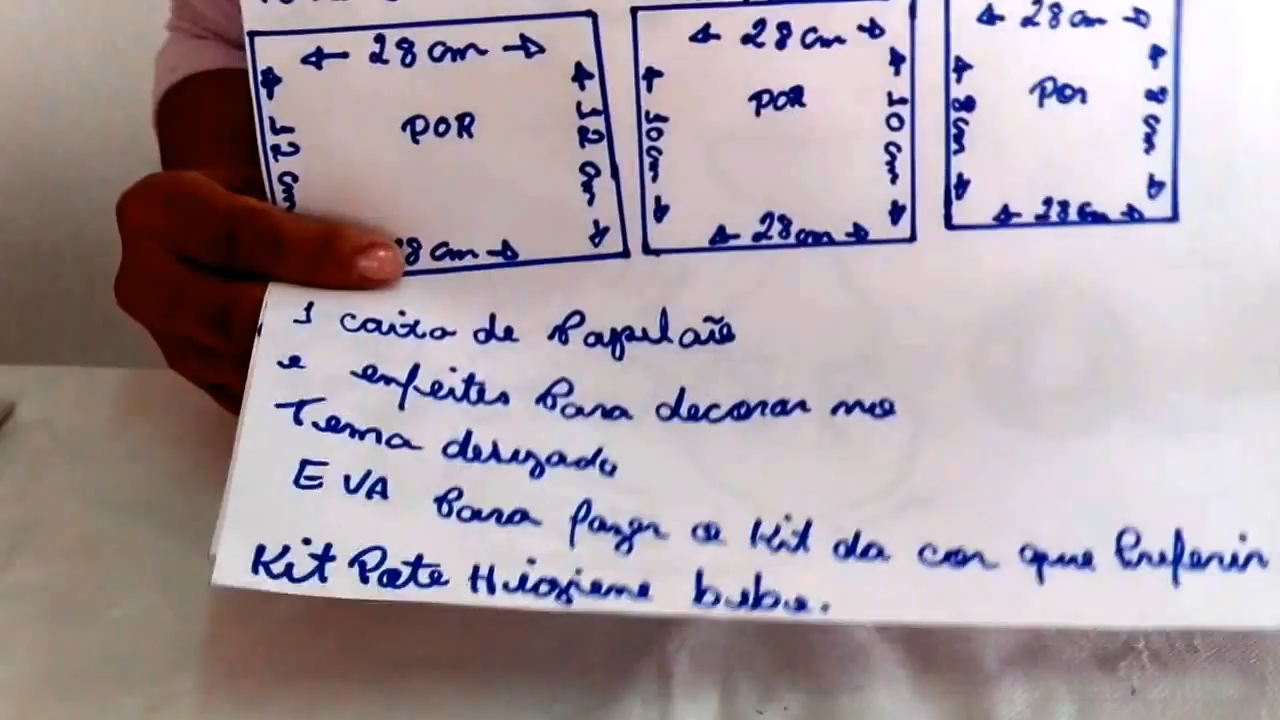 28 cm 28 cm 28 cm
12 cm POR 12 cm 10 cm POR 10 cm 8 cm Por 8 cm
8 cm 28 cm 28 cm
1 caixa de Papelaõ
e enfeites Para decorar no
Tema desejado
EVA Para fazer o Kit da cor que Preferir
Kit Pote Higiene bebe.